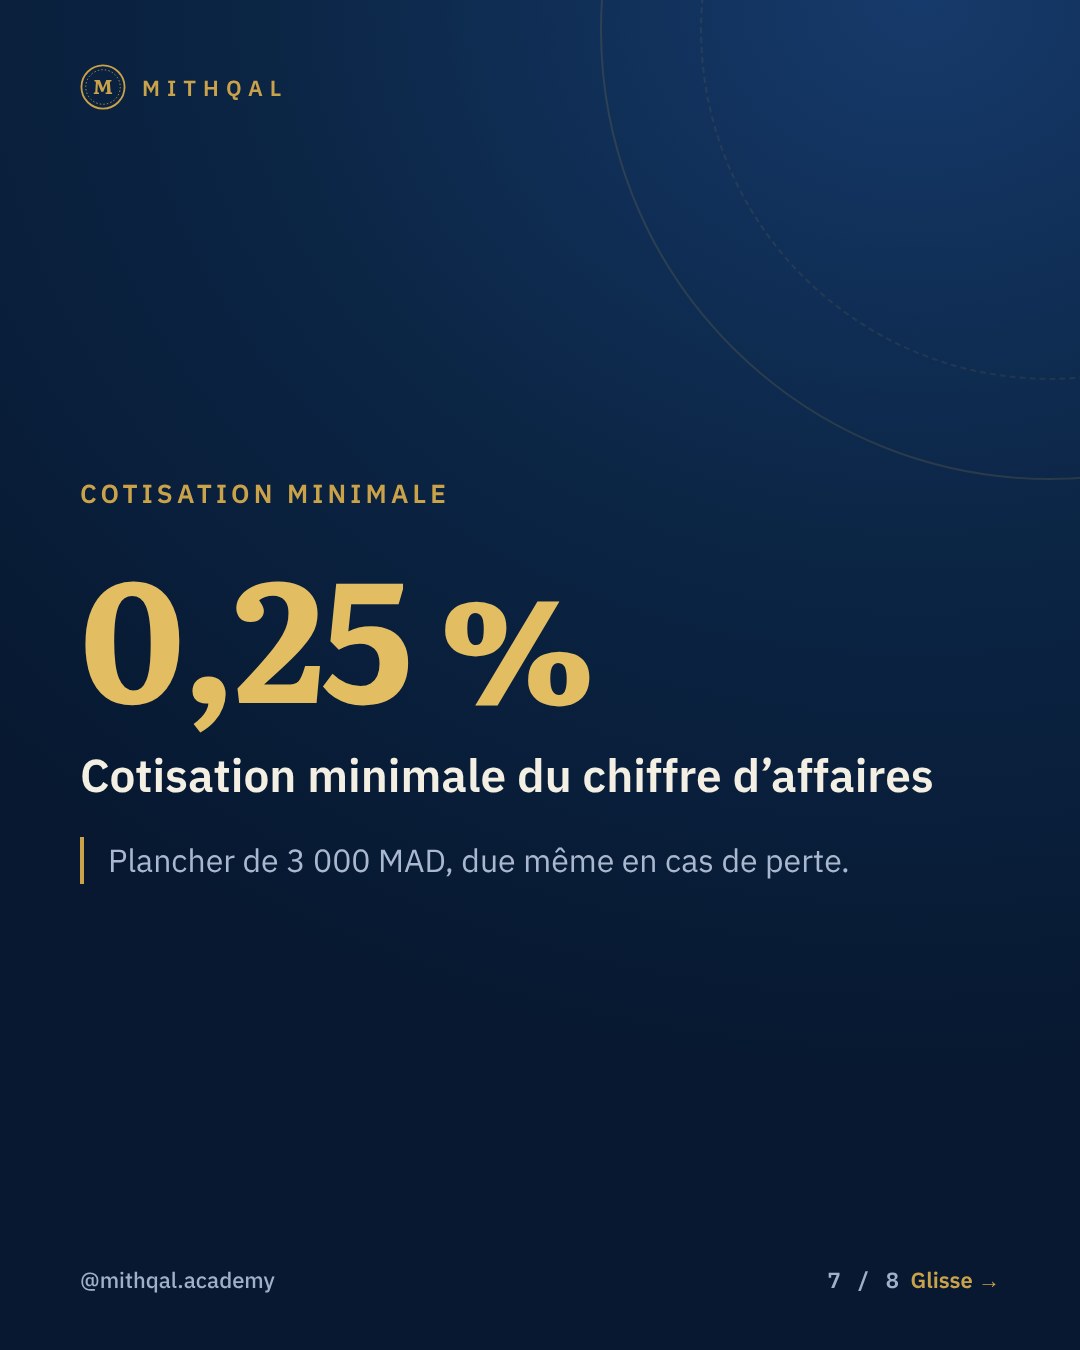 M MITHQAL
COTISATION MINIMALE
0,25 %
Cotisation minimale du chiffre d’affaires
Plancher de 3 000 MAD, due même en cas de perte.
@mithqal.academy
7 / 8 Glisse →